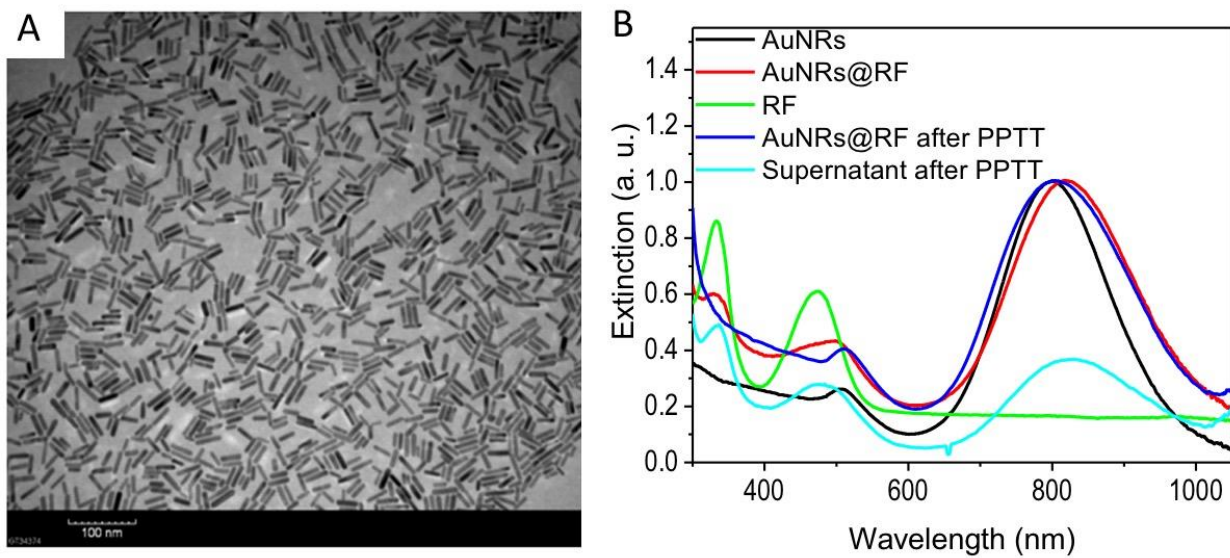 A
100 nm
GT34374
B
AuNRs
AuNRs@RF
RF
AuNRs@RF after PPTT
Supernatant after PPTT
Extinction (a. u.)
1.4
1.2
1.0
0.8
0.6
0.4
0.2
0.0
400 600 800 1000
Wavelength (nm)